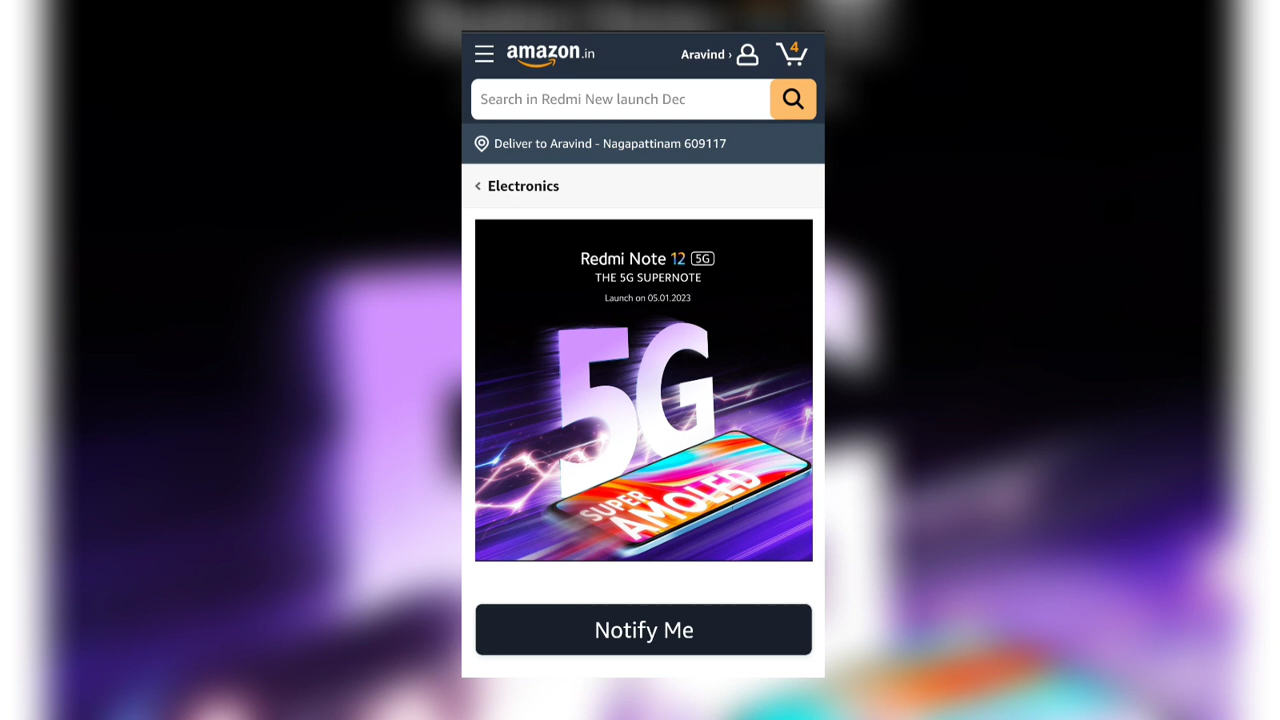 amazon.in
Aravind ›
4
Search in Redmi New launch Dec
Deliver to Aravind - Nagapattinam 609117
‹ Electronics
Redmi Note 12 5G
THE 5G SUPERNOTE
Launch on 05.01.2023
5G
SUPER
AMOLED
Notify Me